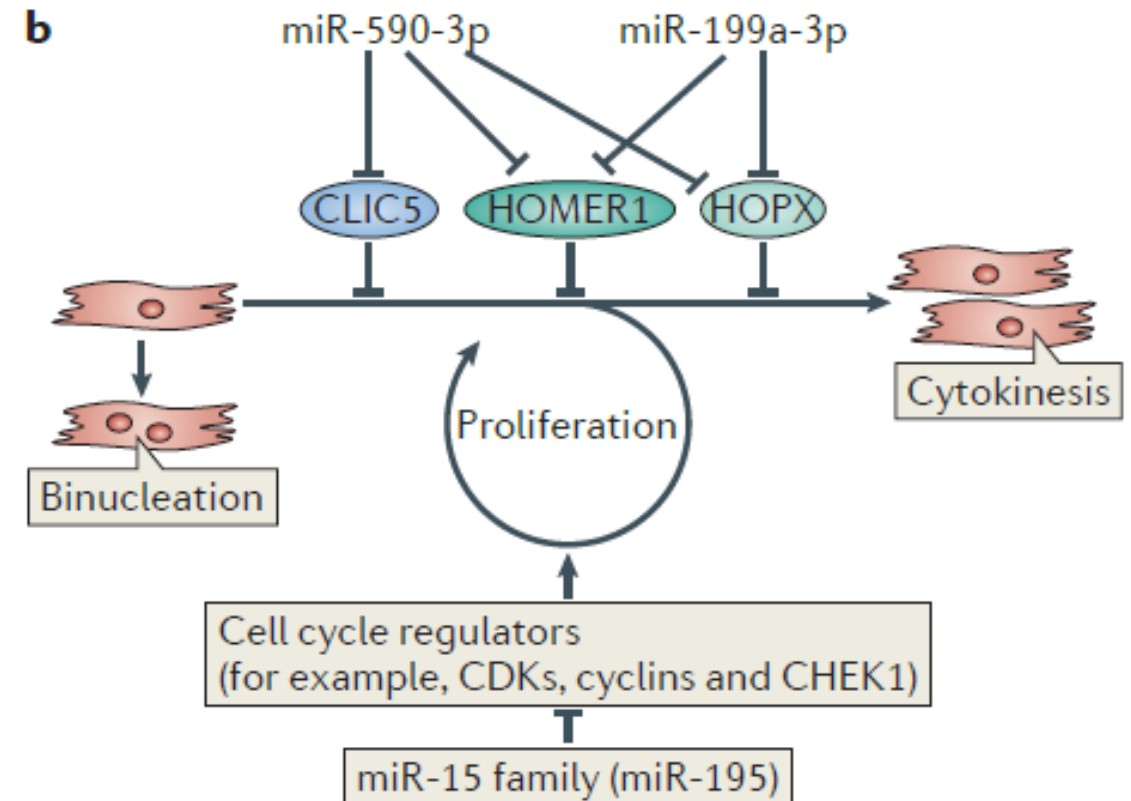 b
miR-590-3p
miR-199a-3p
CLIC5
HOMER1
HOPX
Cytokinesis
Proliferation
Binucleation
Cell cycle regulators
(for example, CDKs, cyclins and CHEK1)
miR-15 family (miR-195)